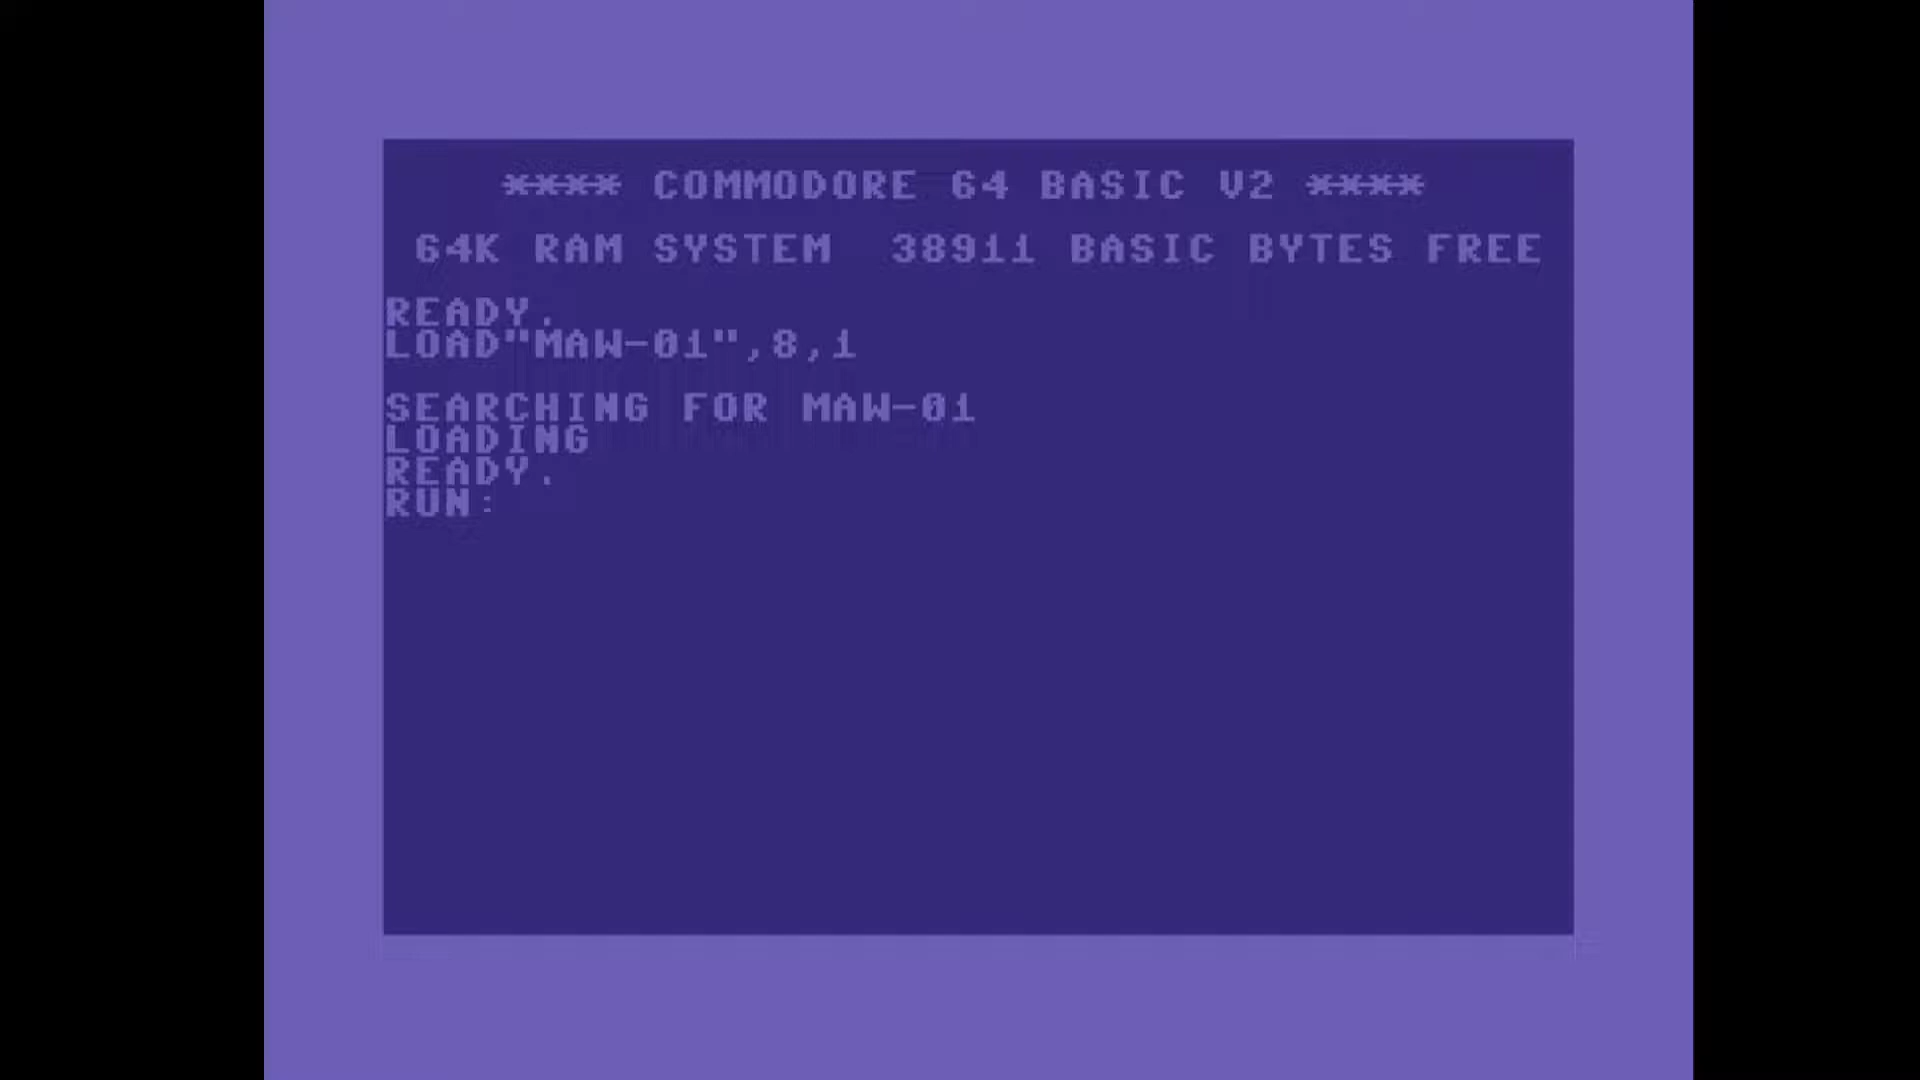 **** COMMODORE 64 BASIC V2 ****
64K RAM SYSTEM  38911 BASIC BYTES FREE
READY.
LOAD"MAW-01",8,1
SEARCHING FOR MAW-01
LOADING
READY.
RUN: